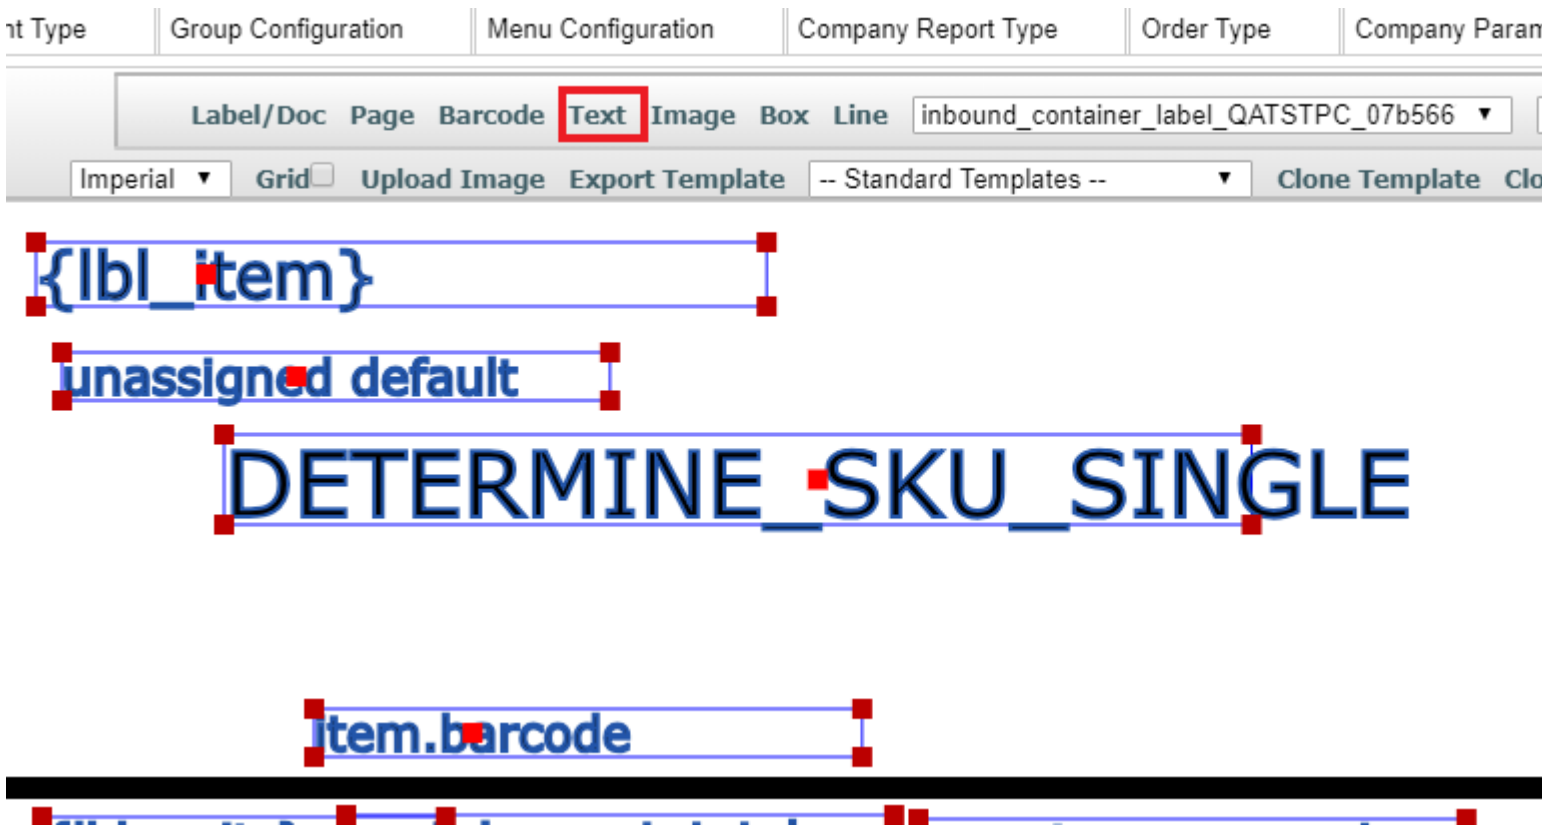 nt Type Group Configuration Menu Configuration Company Report Type Order Type Company Param
Label/Doc Page Barcode Text Image Box Line inbound_container_label_QATSTPC_07b566
Imperial Grid Upload Image Export Template -- Standard Templates -- Clone Template Clo
{lbl_item}
unassigned default
DETERMINE_SKU_SINGLE
item.barcode